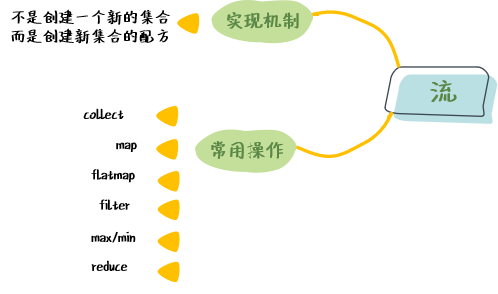 不是创建一个新的集合
而是创建新集合的配方
实现机制
流
collect
map
flatmap
filter
max/min
reduce
常用操作